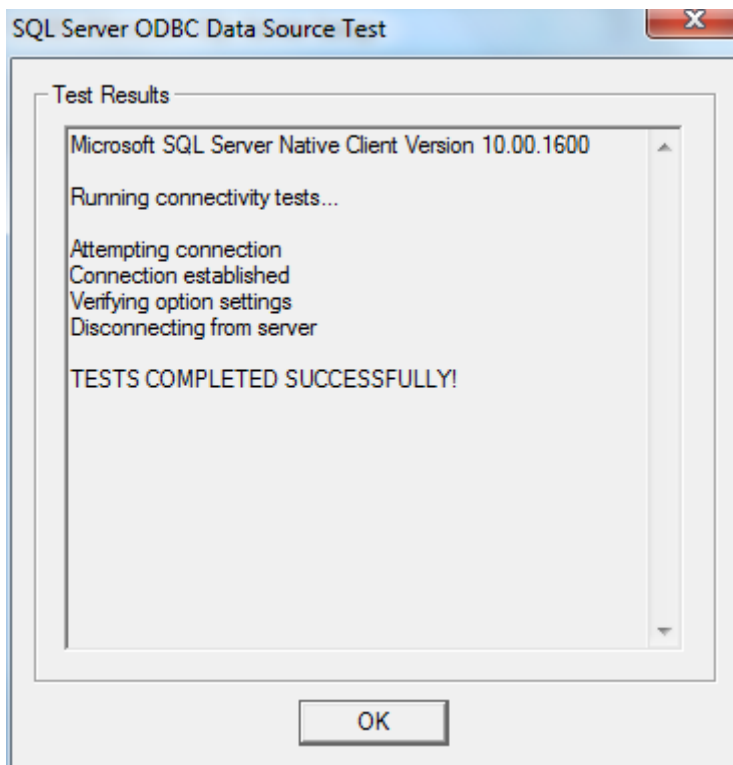 SQL Server ODBC Data Source Test
Test Results
Microsoft SQL Server Native Client Version 10.00.1600
Running connectivity tests...
Attempting connection
Connection established
Verifying option settings
Disconnecting from server
TESTS COMPLETED SUCCESSFULLY!
OK